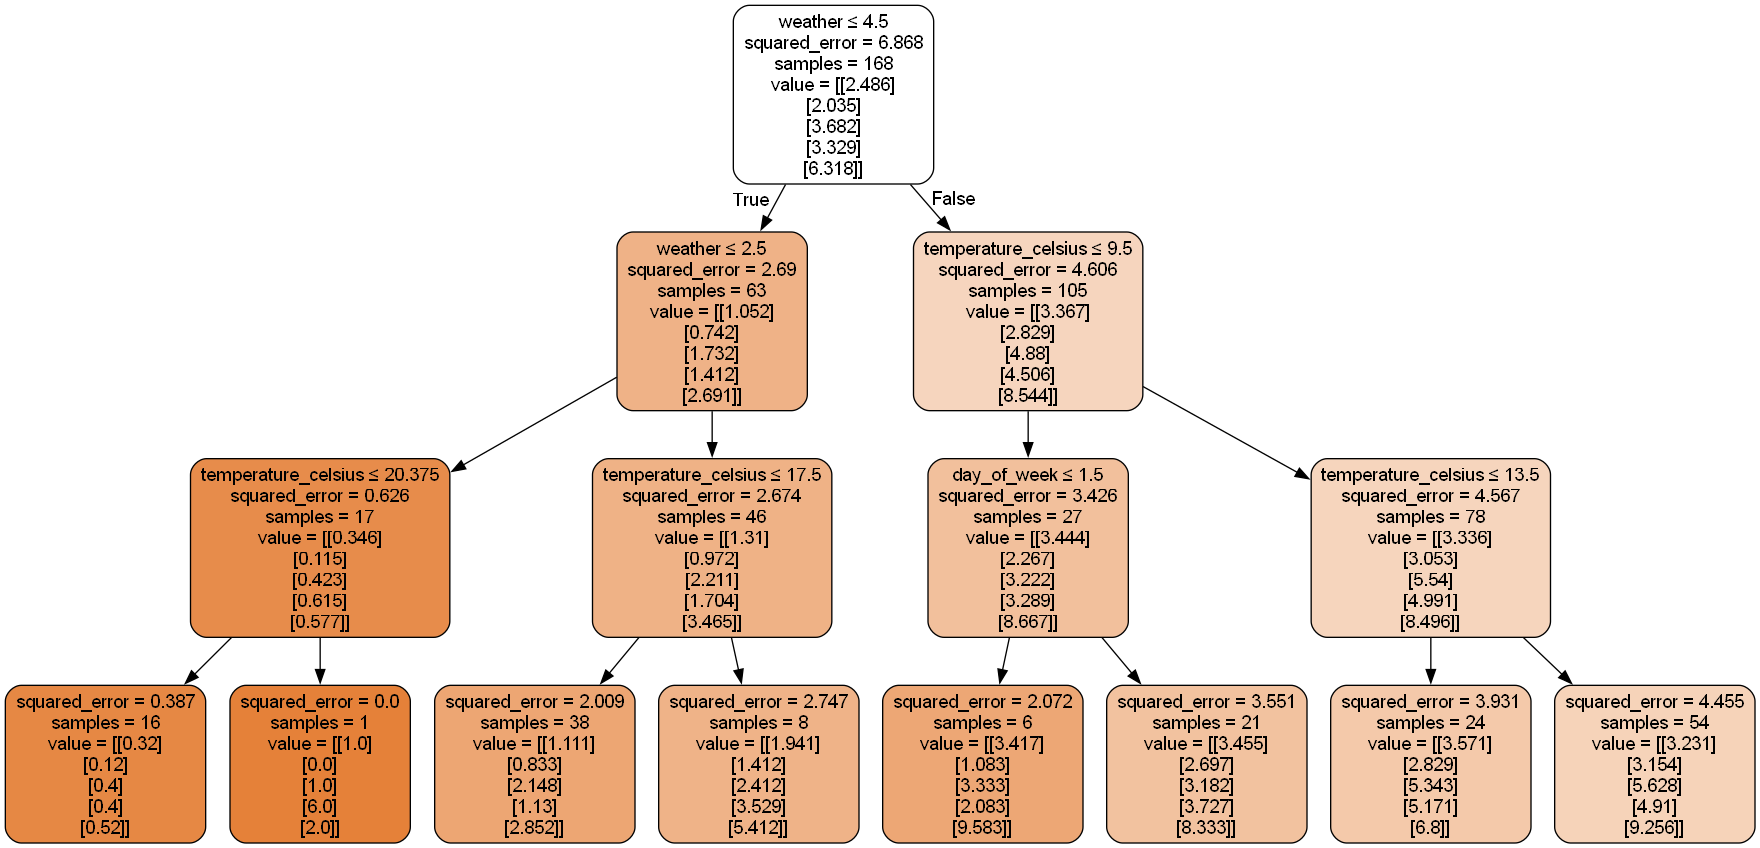 weather ≤ 4.5
squared_error = 6.868
samples = 168
value = [[2.486]
[2.035]
[3.682]
[3.329]
[6.318]]
True
False
weather ≤ 2.5
squared_error = 2.69
samples = 63
value = [[1.052]
[0.742]
[1.732]
[1.412]
[2.691]]
temperature_celsius ≤ 9.5
squared_error = 4.606
samples = 105
value = [[3.367]
[2.829]
[4.88]
[4.506]
[8.544]]
temperature_celsius ≤ 20.375
squared_error = 0.626
samples = 17
value = [[0.346]
[0.115]
[0.423]
[0.615]
[0.577]]
temperature_celsius ≤ 17.5
squared_error = 2.674
samples = 46
value = [[1.31]
[0.972]
[2.211]
[1.704]
[3.465]]
day_of_week ≤ 1.5
squared_error = 3.426
samples = 27
value = [[3.444]
[2.267]
[3.222]
[3.289]
[8.667]]
temperature_celsius ≤ 13.5
squared_error = 4.567
samples = 78
value = [[3.336]
[3.053]
[5.54]
[4.991]
[8.496]]
squared_error = 0.387
samples = 16
value = [[0.32]
[0.12]
[0.4]
[0.4]
[0.52]]
squared_error = 0.0
samples = 1
value = [[1.0]
[0.0]
[1.0]
[6.0]
[2.0]]
squared_error = 2.009
samples = 38
value = [[1.111]
[0.833]
[2.148]
[1.13]
[2.852]]
squared_error = 2.747
samples = 8
value = [[1.941]
[1.412]
[2.412]
[3.529]
[5.412]]
squared_error = 2.072
samples = 6
value = [[3.417]
[1.083]
[3.333]
[2.083]
[9.583]]
squared_error = 3.551
samples = 21
value = [[3.455]
[2.697]
[3.182]
[3.727]
[8.333]]
squared_error = 3.931
samples = 24
value = [[3.571]
[2.829]
[5.343]
[5.171]
[6.8]]
squared_error = 4.455
samples = 54
value = [[3.231]
[3.154]
[5.628]
[4.91]
[9.256]]